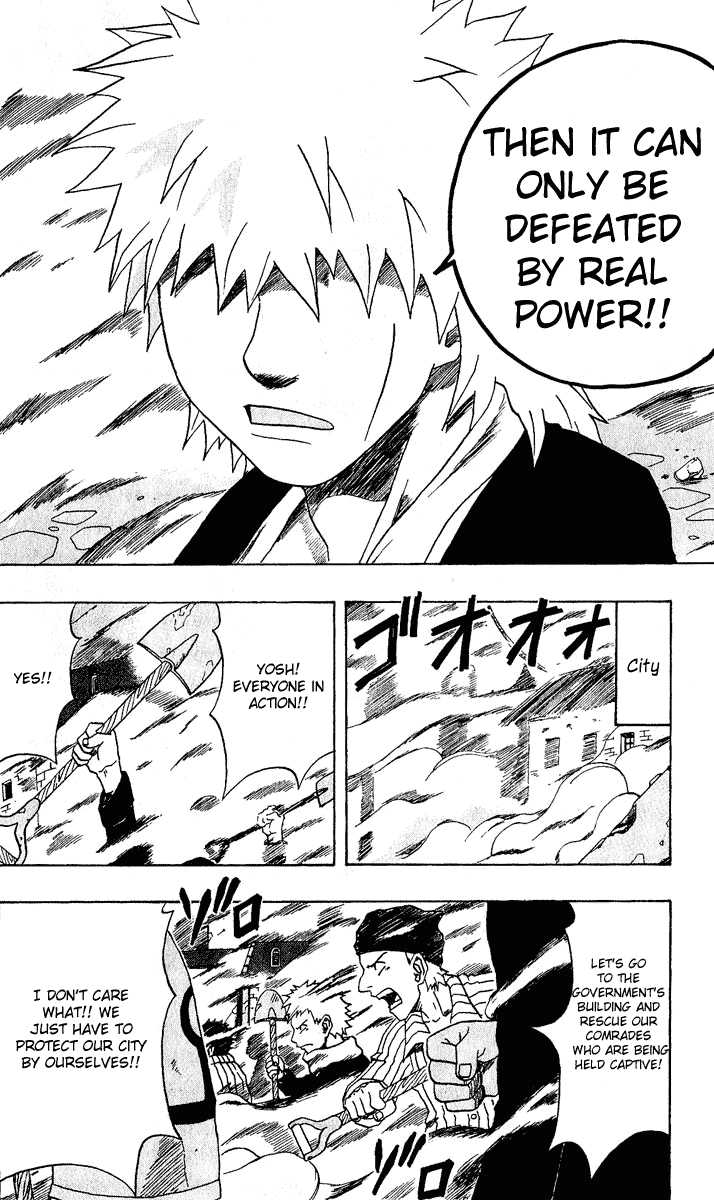 THEN IT CAN
ONLY BE
DEFEATED
BY REAL
POWER!!
City
ゴオオォ
YOSH!
EVERYONE IN
ACTION!!
YES!!
LET'S GO
TO THE
GOVERNMENT'S
BUILDING AND
RESCUE OUR
COMRADES
WHO ARE BEING
HELD CAPTIVE!
ゾロ
I DON'T CARE
WHAT!! WE
JUST HAVE TO
PROTECT OUR CITY
BY OURSELVES!!
ゾロ